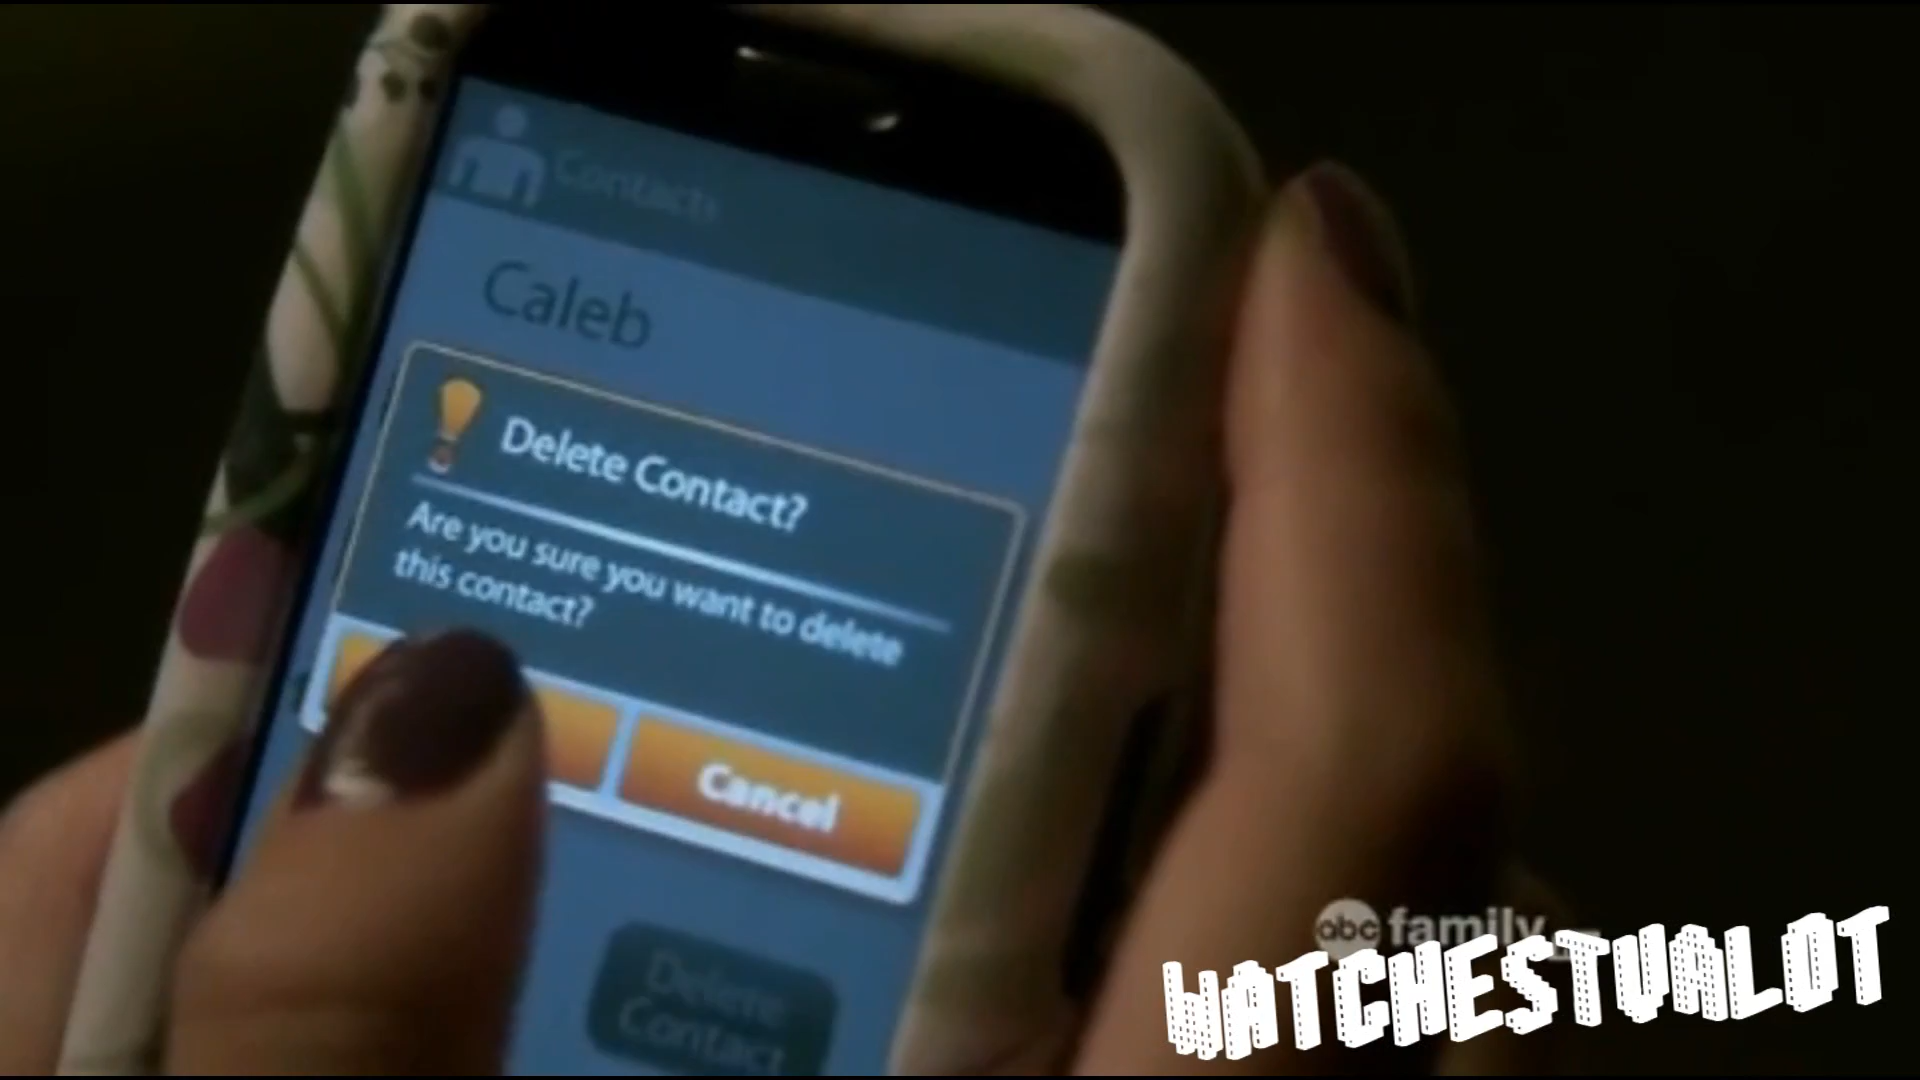 Contacts
Caleb
Delete Contact?
Are you sure you want to delete
this contact?
Cancel
Delete
Contact
abc family
WATCHESTVALOT